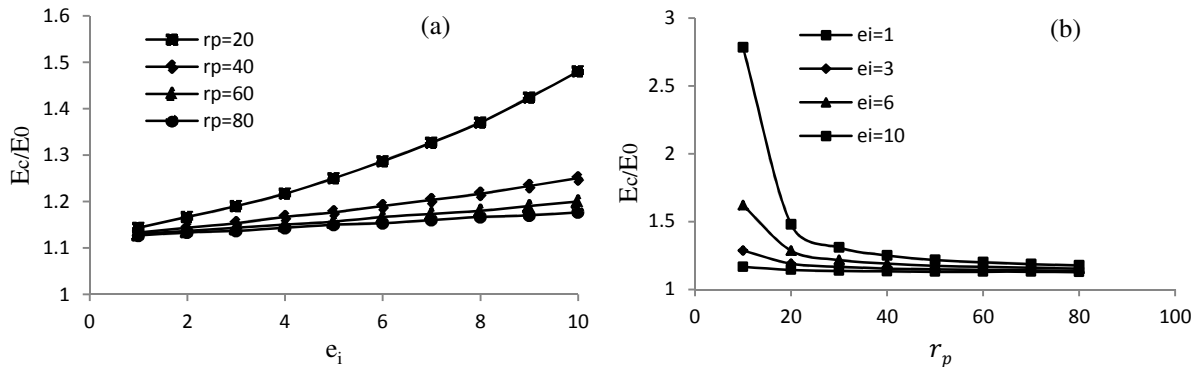 (a)
1.6
1.5
1.4
1.3
1.2
1.1
1
Ec/E0
rp=20
rp=40
rp=60
rp=80
0 2 4 6 8 10
ei
(b)
3
2.5
2
1.5
1
Ec/E0
ei=1
ei=3
ei=6
ei=10
0 20 40 60 80 100
rp